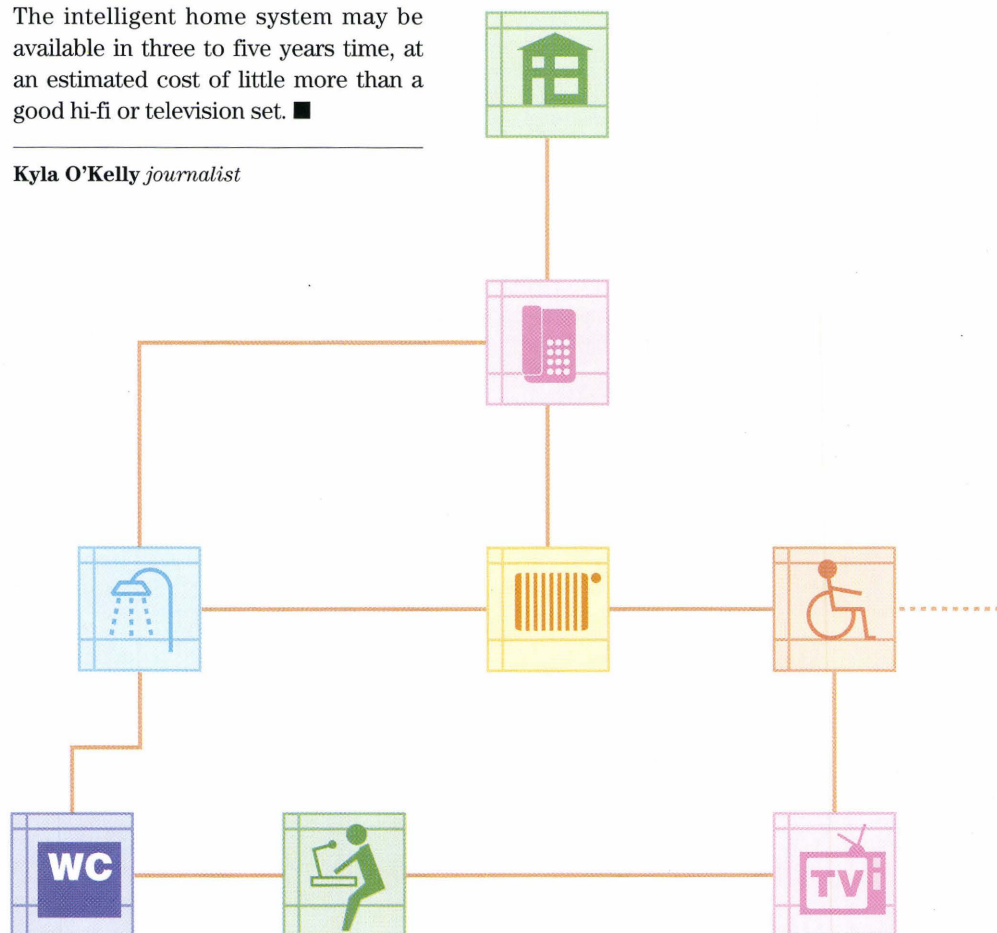 The intelligent home system may be
available in three to five years time, at
an estimated cost of little more than a
good hi-fi or television set. ■
Kyla O'Kelly journalist
WC
TV